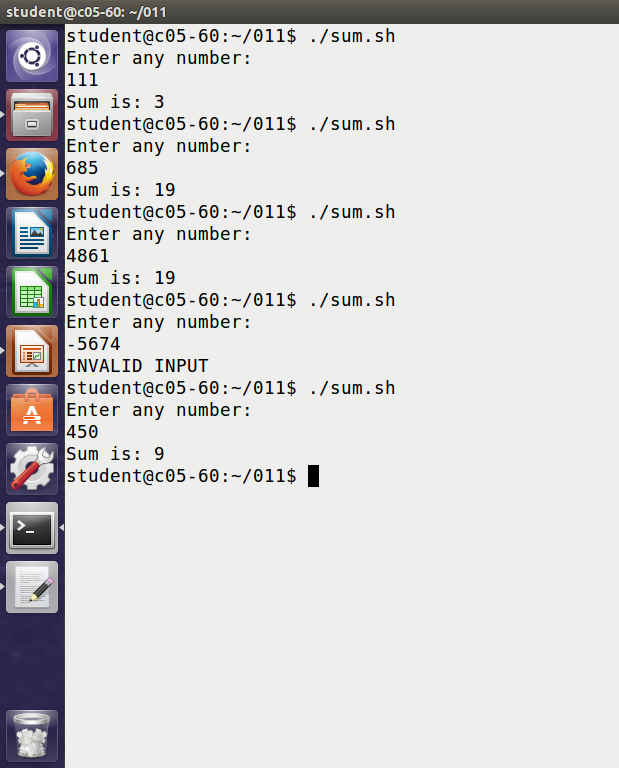 student@c05-60: ~/011
student@c05-60:~/011$ ./sum.sh
Enter any number:
111
Sum is: 3
student@c05-60:~/011$ ./sum.sh
Enter any number:
685
Sum is: 19
student@c05-60:~/011$ ./sum.sh
Enter any number:
4861
Sum is: 19
student@c05-60:~/011$ ./sum.sh
Enter any number:
-5674
INVALID INPUT
student@c05-60:~/011$ ./sum.sh
Enter any number:
450
Sum is: 9
student@c05-60:~/011$